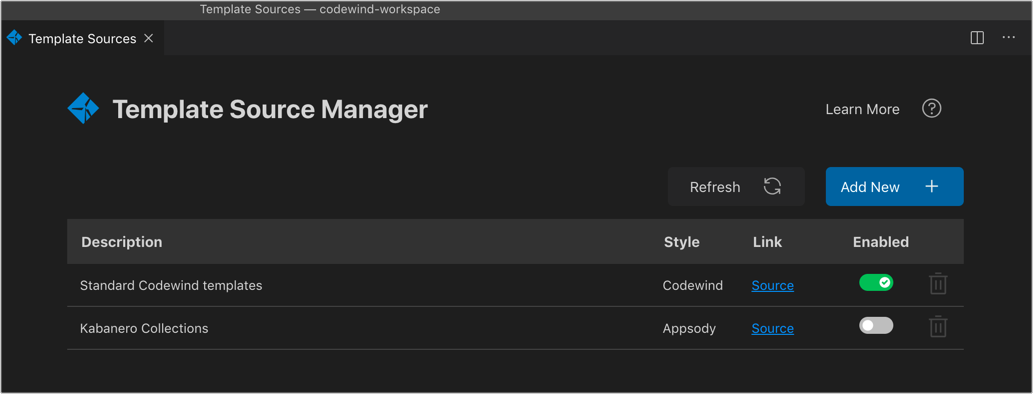 Template Sources — codewind-workspace
Template Sources
Template Source Manager
Learn More
Refresh
Add New
Description Style Link Enabled
Standard Codewind templates Codewind Source
Kabanero Collections Appsody Source